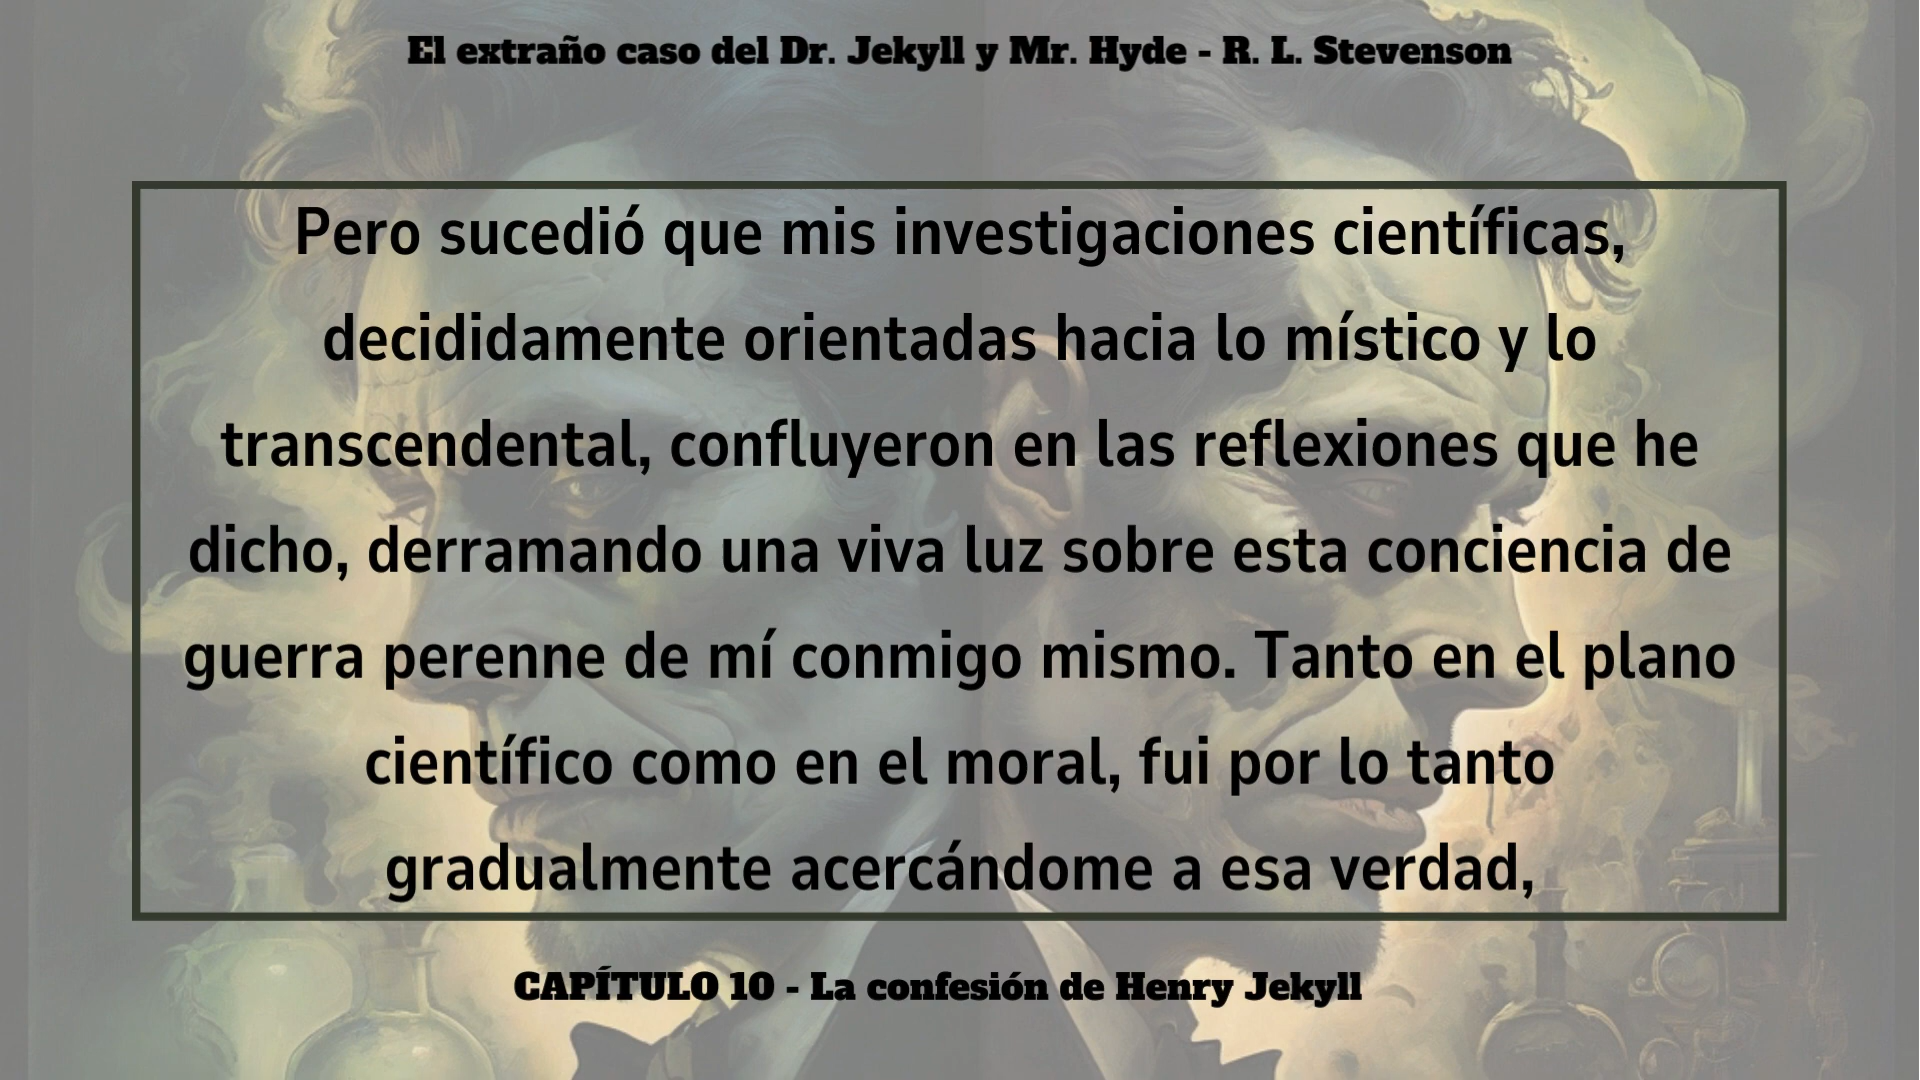 El extraño caso del Dr. Jekyll y Mr. Hyde - R. L. Stevenson
Pero sucedió que mis investigaciones científicas,
decididamente orientadas hacia lo místico y lo
transcendental, confluyeron en las reflexiones que he
dicho, derramando una viva luz sobre esta conciencia de
guerra perenne de mí conmigo mismo. Tanto en el plano
científico como en el moral, fui por lo tanto
gradualmente acercándome a esa verdad,
CAPÍTULO 10 - La confesión de Henry Jekyll